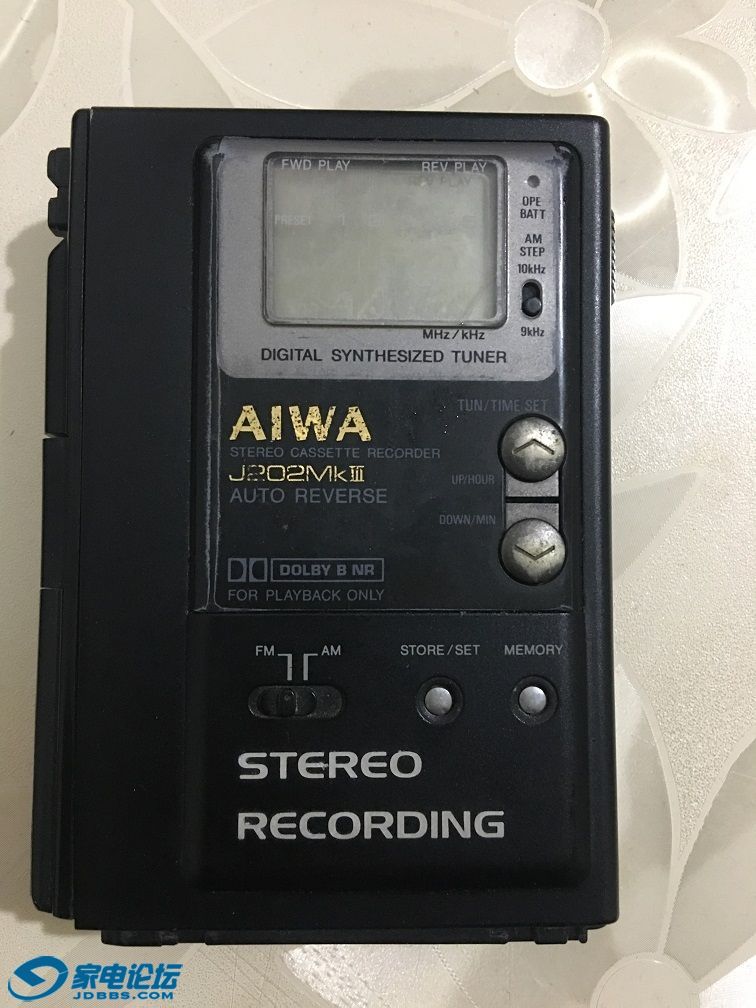 FWD PLAY REV PLAY
PLAY
PRESET 1
OPE
BATT
AM
STEP
10kHz
9kHz
MHz/kHz
DIGITAL SYNTHESIZED TUNER
TUN/TIME SET
AIWA
STEREO CASSETTE RECORDER
J202MkIII
UP/HOUR
AUTO REVERSE
DOWN/MIN
DOLBY B NR
FOR PLAYBACK ONLY
FM AM
STORE/SET MEMORY
STEREO
RECORDING
家电论坛
JDBBS.COM